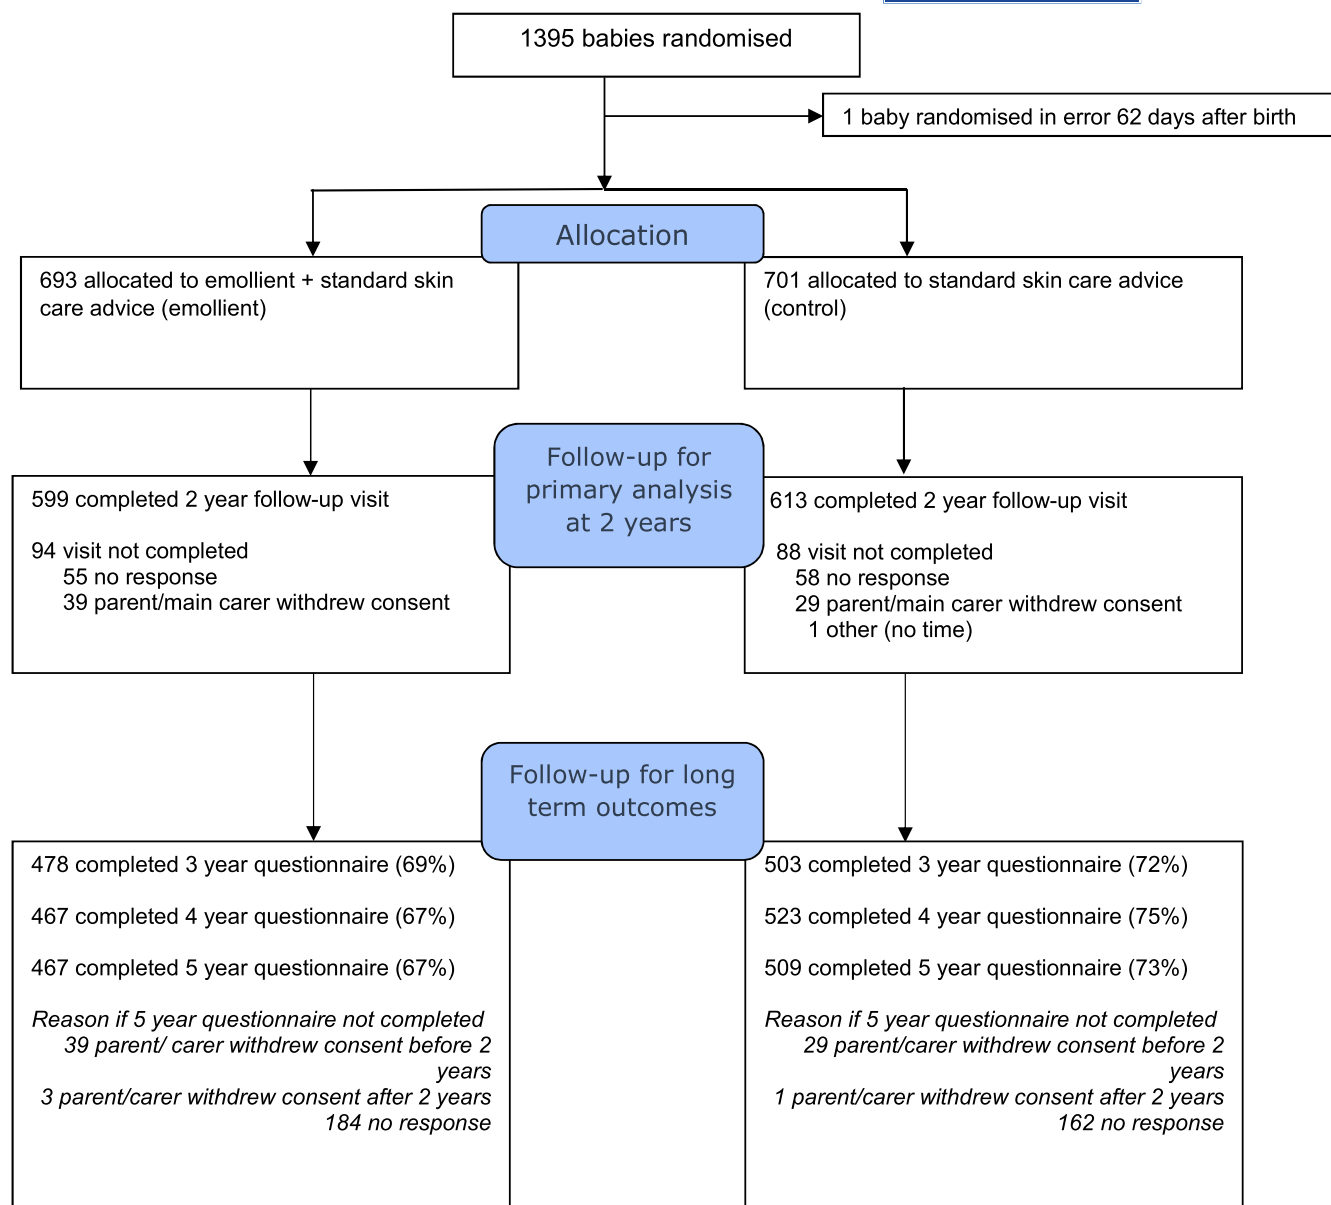 1395 babies randomised
1 baby randomised in error 62 days after birth
Allocation
693 allocated to emollient + standard skin
care advice (emollient)
701 allocated to standard skin care advice
(control)
Follow-up for
primary analysis
at 2 years
599 completed 2 year follow-up visit
94 visit not completed
55 no response
39 parent/main carer withdrew consent
613 completed 2 year follow-up visit
88 visit not completed
58 no response
29 parent/main carer withdrew consent
1 other (no time)
Follow-up for long
term outcomes
478 completed 3 year questionnaire (69%)
467 completed 4 year questionnaire (67%)
467 completed 5 year questionnaire (67%)
Reason if 5 year questionnaire not completed
39 parent/ carer withdrew consent before 2
years
3 parent/carer withdrew consent after 2 years
184 no response
503 completed 3 year questionnaire (72%)
523 completed 4 year questionnaire (75%)
509 completed 5 year questionnaire (73%)
Reason if 5 year questionnaire not completed
29 parent/carer withdrew consent before 2
years
1 parent/carer withdrew consent after 2 years
162 no response